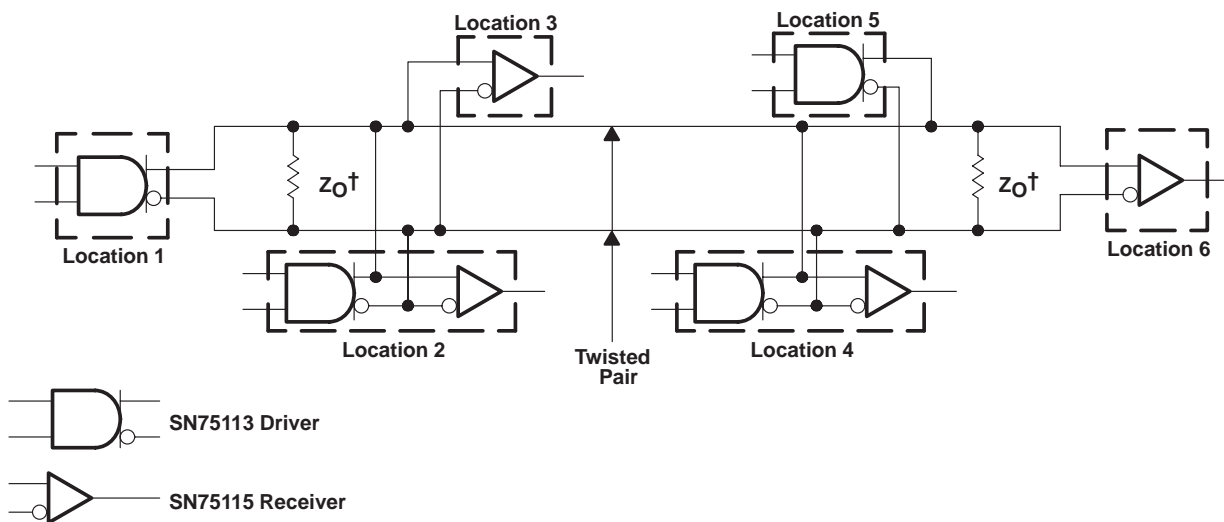 Location 3
Location 5
Location 1
ZO†
ZO†
Location 6
Location 2
Twisted
Pair
Location 4
SN75113 Driver
SN75115 Receiver